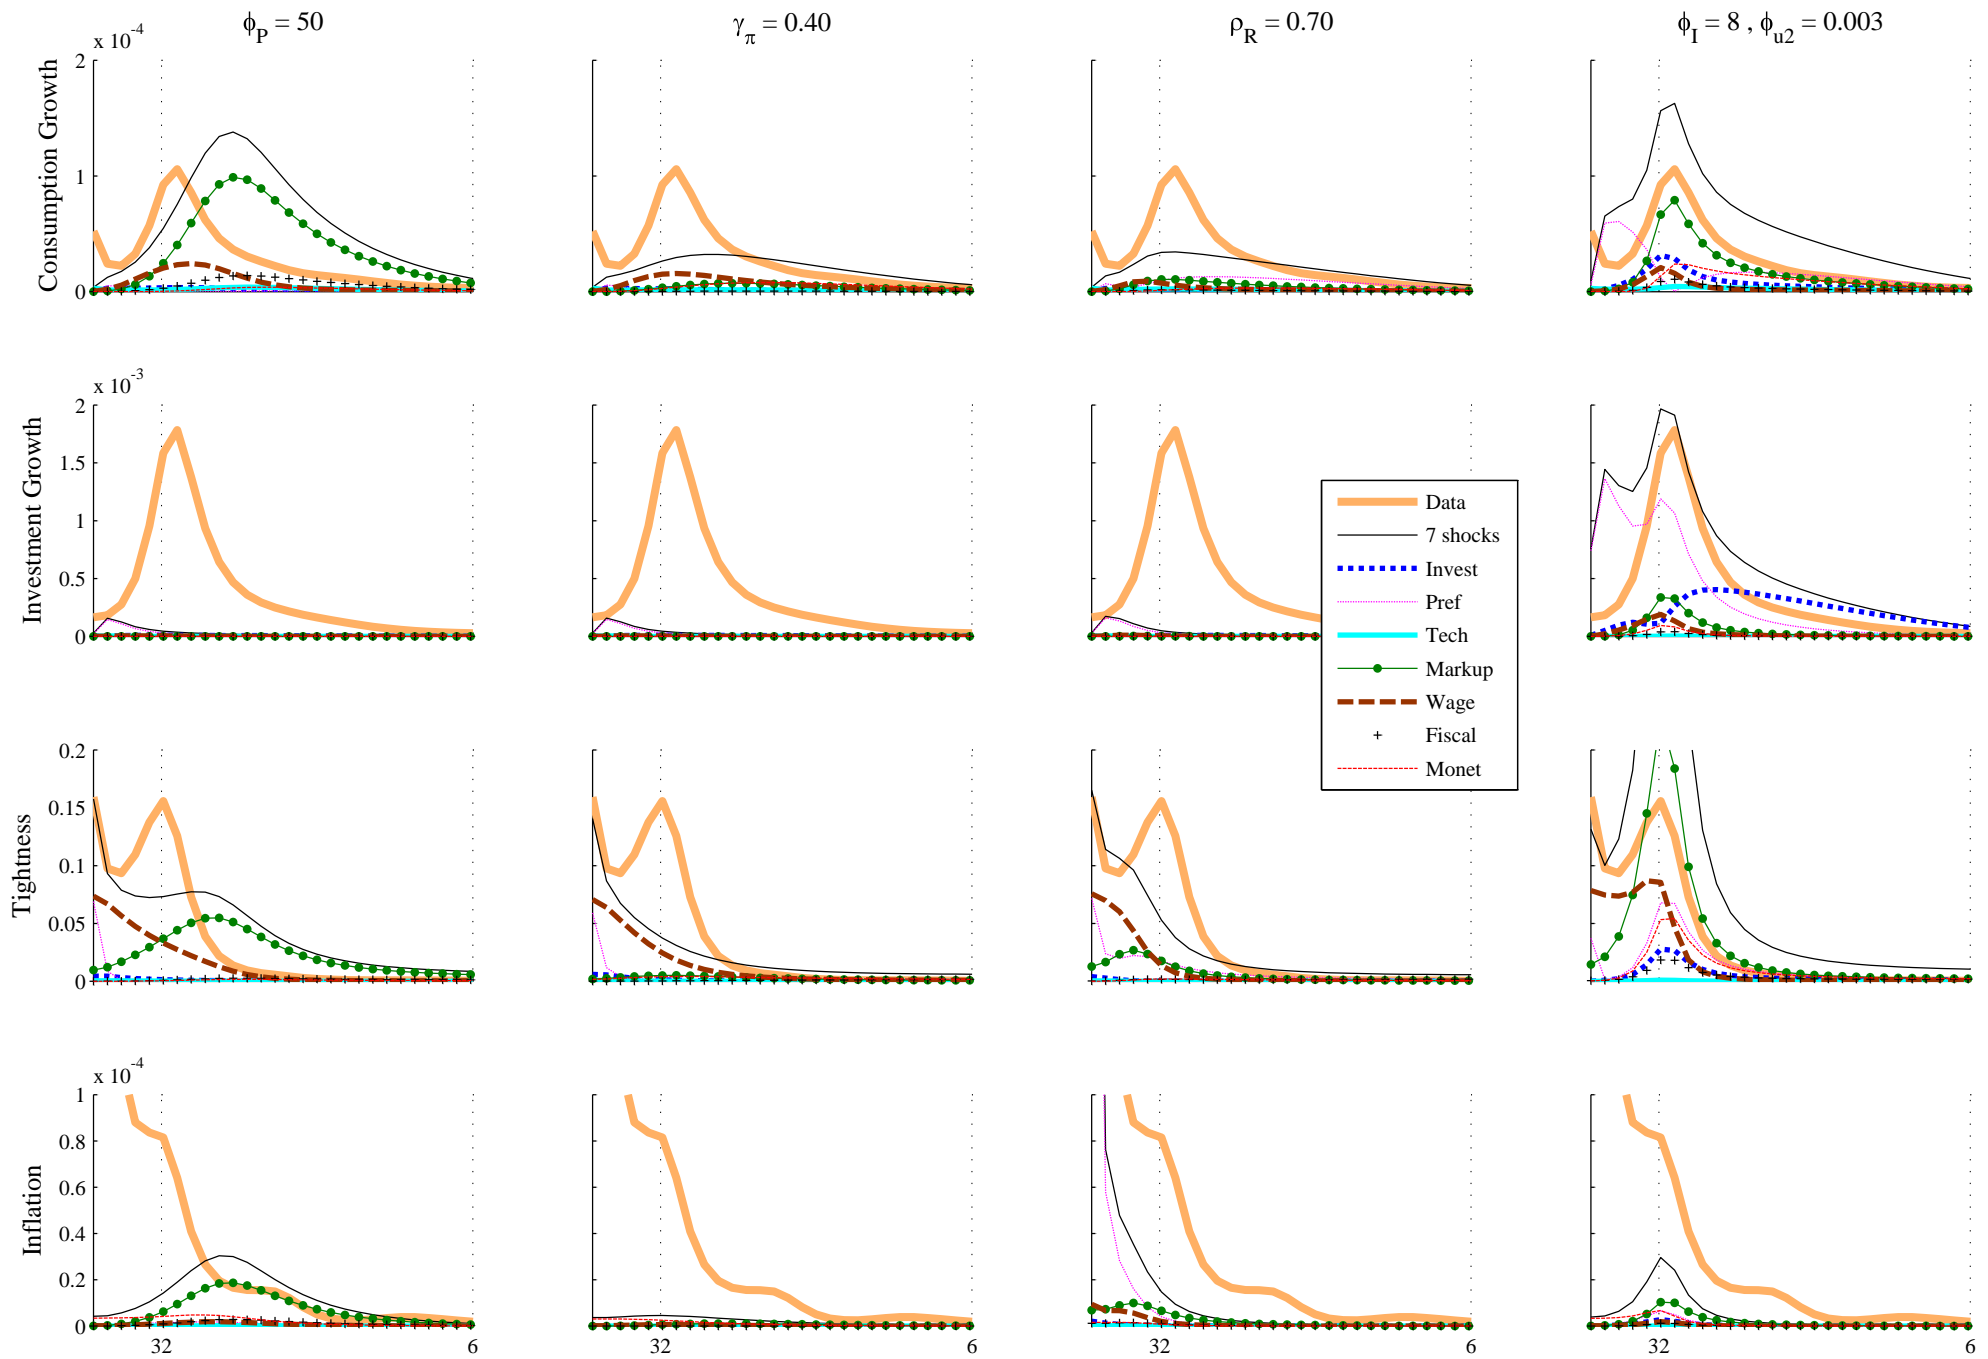 ϕP = 50
γπ = 0.40
ρR = 0.70
ϕI = 8 , ϕu2 = 0.003
x 10-4
Consumption Growth
2
1
0
x 10-3
Investment Growth
2
1.5
1
0.5
0
Data
7 shocks
Invest
Pref
Tech
Markup
Wage
Fiscal
Monet
Tightness
0.2
0.15
0.1
0.05
0
x 10-4
Inflation
1
0.8
0.6
0.4
0.2
0
32 6
32 6
32 6
32 6